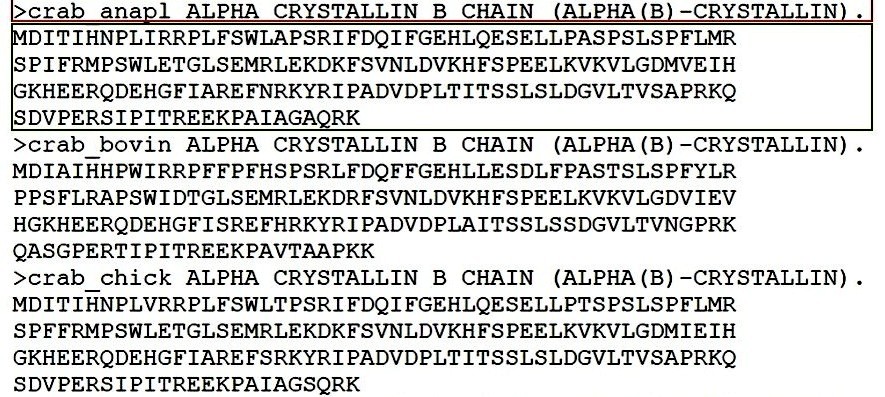 >crab_anapl ALPHA CRYSTALLIN B CHAIN (ALPHA(B)-CRYSTALLIN).
MDITIHNPLIRRPLFSWLAPSRIFDQIFGEHLQESELLPASPSLSPFLMR
SPIFRMPSWLETGLSEMRLEKDKFSVNLDVKHFSPEELKVKVLGDMVEIH
GKHEERQDEHGFIAREFNRKYRIPADVDPLTITSSLSLDGVLTVSAPRKQ
SDVPERSIPITREEKPAIAGAQRK
>crab_bovin ALPHA CRYSTALLIN B CHAIN (ALPHA(B)-CRYSTALLIN).
MDIAIHHPWIRRPFFPFHSPSRLFDQFFGEHLLESDLFPASTSLSPFYLR
PPSFLRAPSWIDTGLSEMRLEKDRFSVNLDVKHFSPEELKVKVLGDVIEV
HGKHEERQDEHGFISREFHRKYRIPADVDPLAITSSLSSDGVLTVNGPRK
QASGPERTIPITREEKPAVTAAPKK
>crab_chick ALPHA CRYSTALLIN B CHAIN (ALPHA(B)-CRYSTALLIN).
MDITIHNPLVRRPLFSWLTPSRIFDQIFGEHLQESELLPTSPSLSPFLMR
SPFFRMPSWLETGLSEMRLEKDKFSVNLDVKHFSPEELKVKVLGDMIEIH
GKHEERQDEHGFIAREFSRKYRIPADVDPLTITSSLSLDGVLTVSAPRKQ
SDVPERSIPITREEKPAIAGSQRK